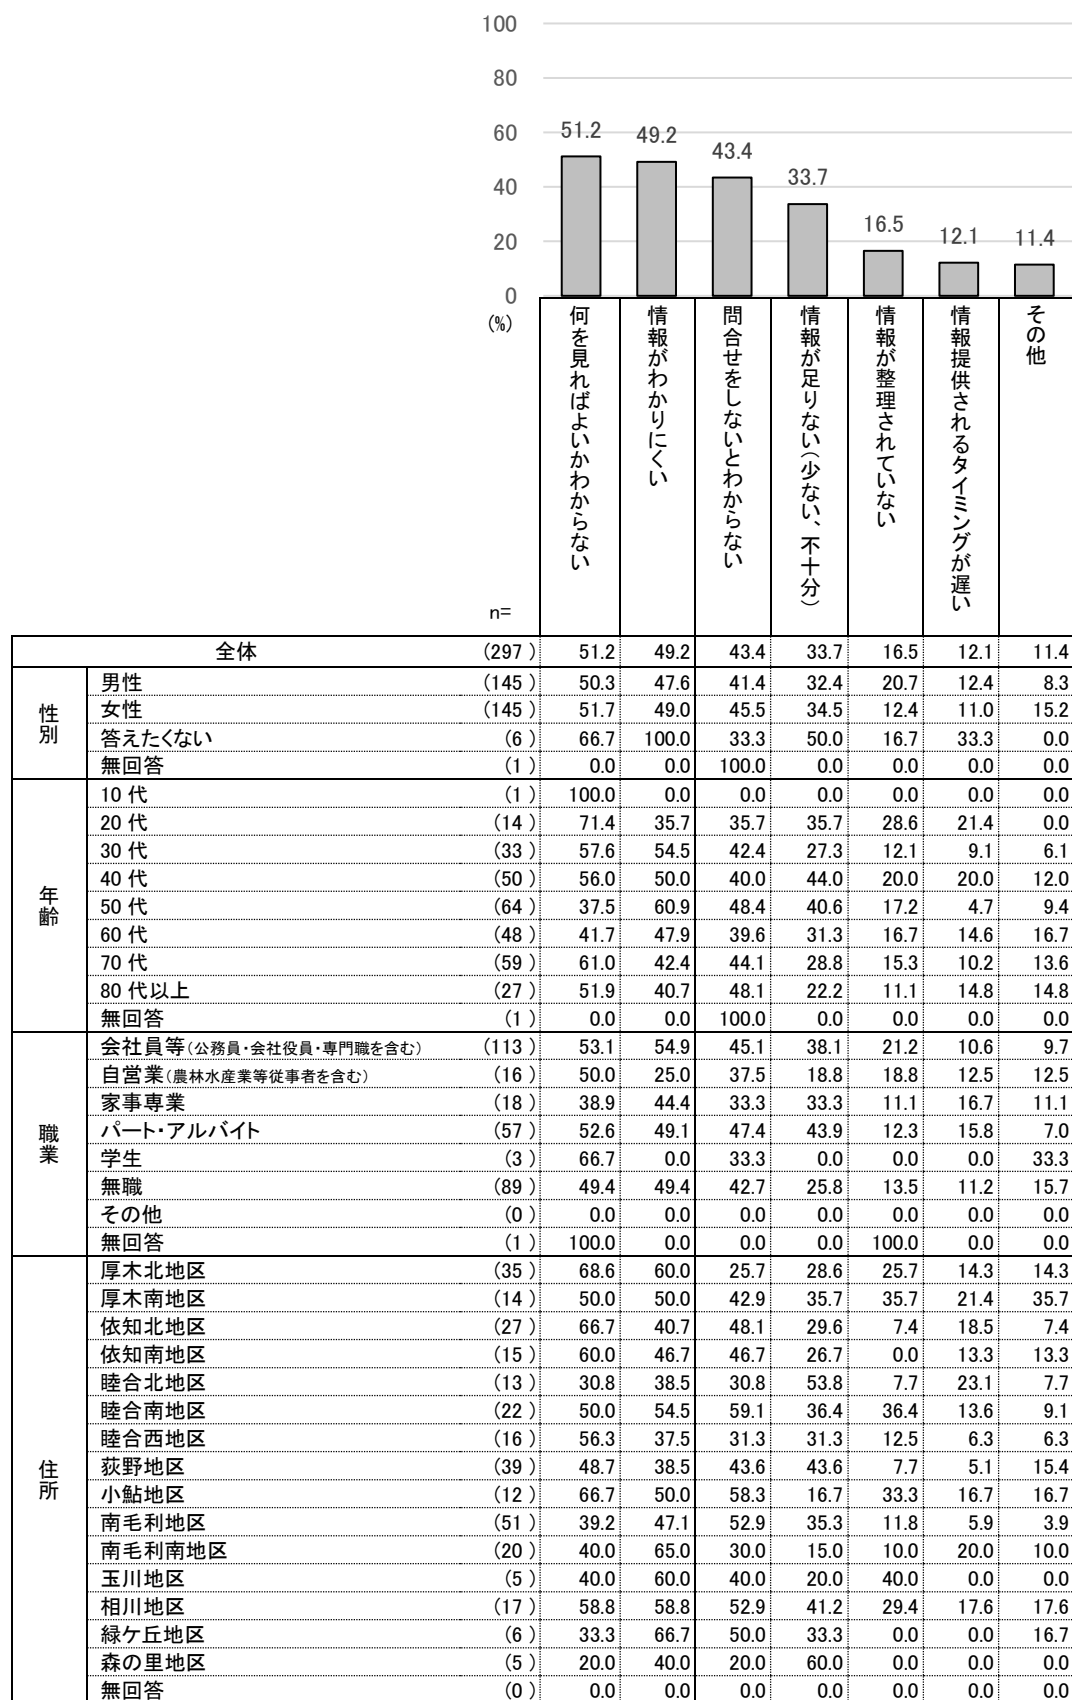 100
80
60
40
20
0
(%)
51.2
49.2
43.4
33.7
16.5
12.1
11.4
何を見ればよいかわからない
情報がわかりにくい
問合せをしないとわからない
情報が足りない(少ない、不十分)
情報が整理されていない
情報提供されるタイミングが遅い
その他
n=
全体 (297) 51.2 49.2 43.4 33.7 16.5 12.1 11.4
性別
男性 (145) 50.3 47.6 41.4 32.4 20.7 12.4 8.3
女性 (145) 51.7 49.0 45.5 34.5 12.4 11.0 15.2
答えたくない (6) 66.7 100.0 33.3 50.0 16.7 33.3 0.0
無回答 (1) 0.0 0.0 100.0 0.0 0.0 0.0 0.0
年齢
10 代 (1) 100.0 0.0 0.0 0.0 0.0 0.0 0.0
20 代 (14) 71.4 35.7 35.7 35.7 28.6 21.4 0.0
30 代 (33) 57.6 54.5 42.4 27.3 12.1 9.1 6.1
40 代 (50) 56.0 50.0 40.0 44.0 20.0 20.0 12.0
50 代 (64) 37.5 60.9 48.4 40.6 17.2 4.7 9.4
60 代 (48) 41.7 47.9 39.6 31.3 16.7 14.6 16.7
70 代 (59) 61.0 42.4 44.1 28.8 15.3 10.2 13.6
80 代以上 (27) 51.9 40.7 48.1 22.2 11.1 14.8 14.8
無回答 (1) 0.0 0.0 100.0 0.0 0.0 0.0 0.0
職業
会社員等(公務員・会社役員・専門職を含む) (113) 53.1 54.9 45.1 38.1 21.2 10.6 9.7
自営業(農林水産業等従事者を含む) (16) 50.0 25.0 37.5 18.8 18.8 12.5 12.5
家事専業 (18) 38.9 44.4 33.3 33.3 11.1 16.7 11.1
パート・アルバイト (57) 52.6 49.1 47.4 43.9 12.3 15.8 7.0
学生 (3) 66.7 0.0 33.3 0.0 0.0 0.0 33.3
無職 (89) 49.4 49.4 42.7 25.8 13.5 11.2 15.7
その他 (0) 0.0 0.0 0.0 0.0 0.0 0.0 0.0
無回答 (1) 100.0 0.0 0.0 0.0 100.0 0.0 0.0
住所
厚木北地区 (35) 68.6 60.0 25.7 28.6 25.7 14.3 14.3
厚木南地区 (14) 50.0 50.0 42.9 35.7 35.7 21.4 35.7
依知北地区 (27) 66.7 40.7 48.1 29.6 7.4 18.5 7.4
依知南地区 (15) 60.0 46.7 46.7 26.7 0.0 13.3 13.3
睦合北地区 (13) 30.8 38.5 30.8 53.8 7.7 23.1 7.7
睦合南地区 (22) 50.0 54.5 59.1 36.4 36.4 13.6 9.1
睦合西地区 (16) 56.3 37.5 31.3 31.3 12.5 6.3 6.3
荻野地区 (39) 48.7 38.5 43.6 43.6 7.7 5.1 15.4
小鮎地区 (12) 66.7 50.0 58.3 16.7 33.3 16.7 16.7
南毛利地区 (51) 39.2 47.1 52.9 35.3 11.8 5.9 3.9
南毛利南地区 (20) 40.0 65.0 30.0 15.0 10.0 20.0 10.0
玉川地区 (5) 40.0 60.0 40.0 20.0 40.0 0.0 0.0
相川地区 (17) 58.8 58.8 52.9 41.2 29.4 17.6 17.6
緑ケ丘地区 (6) 33.3 66.7 50.0 33.3 0.0 0.0 16.7
森の里地区 (5) 20.0 40.0 20.0 60.0 0.0 0.0 0.0
無回答 (0) 0.0 0.0 0.0 0.0 0.0 0.0 0.0